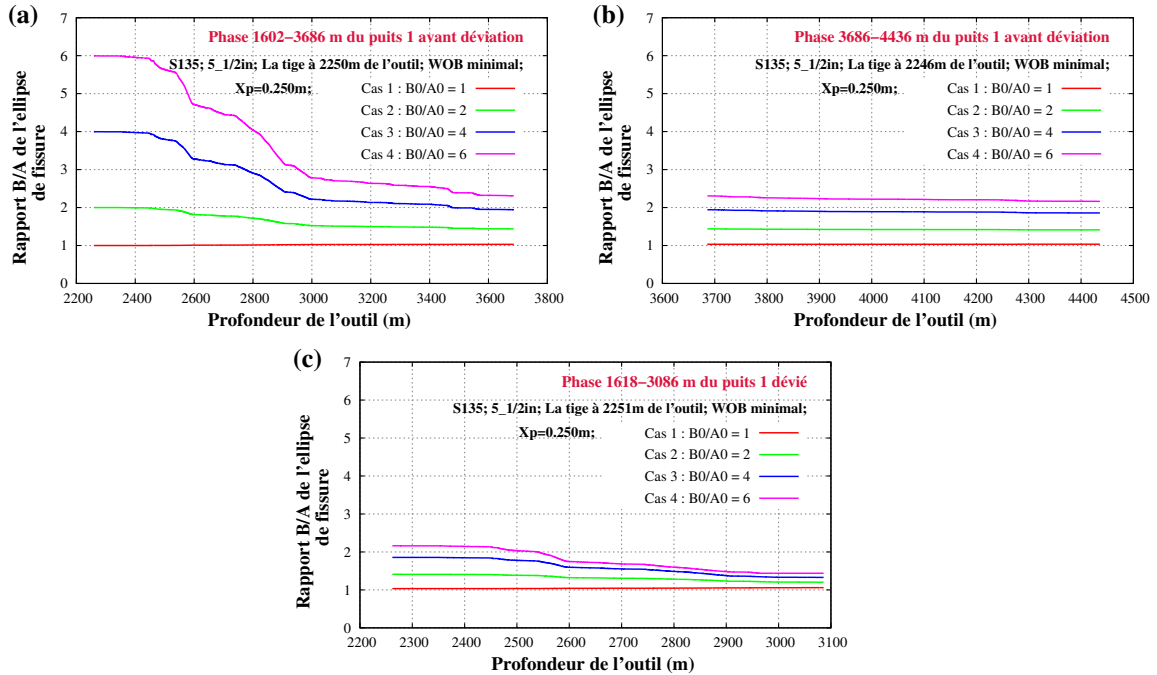 (a)
7
6
5
4
3
2
1
0
Rapport B/A de l'ellipse
de fissure
Phase 1602−3686 m du puits 1 avant déviation
S135; 5_1/2in; La tige à 2250m de l'outil; WOB minimal;
Xp=0.250m;
Cas 1 : B0/A0 = 1
Cas 2 : B0/A0 = 2
Cas 3 : B0/A0 = 4
Cas 4 : B0/A0 = 6
2200 2400 2600 2800 3000 3200 3400 3600 3800
Profondeur de l'outil (m)
(b)
7
6
5
4
3
2
1
0
Rapport B/A de l'ellipse
de fissure
Phase 3686−4436 m du puits 1 avant déviation
S135; 5_1/2in; La tige à 2246m de l'outil; WOB minimal;
Xp=0.250m;
Cas 1 : B0/A0 = 1
Cas 2 : B0/A0 = 2
Cas 3 : B0/A0 = 4
Cas 4 : B0/A0 = 6
3600 3700 3800 3900 4000 4100 4200 4300 4400 4500
Profondeur de l'outil (m)
(c)
7
6
5
4
3
2
1
0
Rapport B/A de l'ellipse
de fissure
Phase 1618−3086 m du puits 1 dévié
S135; 5_1/2in; La tige à 2251m de l'outil; WOB minimal;
Xp=0.250m;
Cas 1 : B0/A0 = 1
Cas 2 : B0/A0 = 2
Cas 3 : B0/A0 = 4
Cas 4 : B0/A0 = 6
2200 2300 2400 2500 2600 2700 2800 2900 3000 3100
Profondeur de l'outil (m)